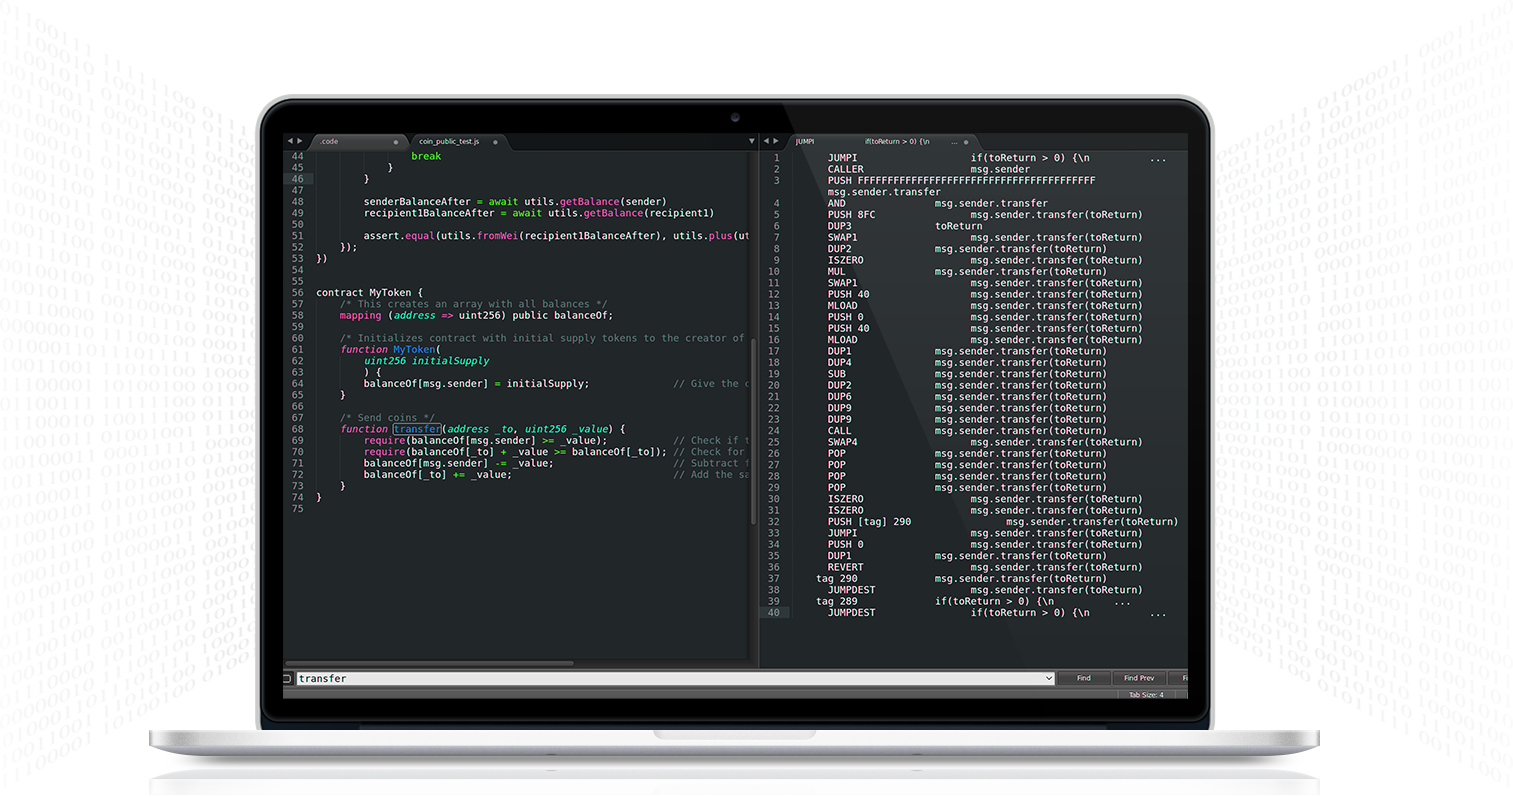 .code
coin_public_test.js
44 break
45 }
46 }
47
48 senderBalanceAfter = await utils.getBalance(sender)
49 recipient1BalanceAfter = await utils.getBalance(recipient1)
50
51 assert.equal(utils.fromWei(recipient1BalanceAfter), utils.plus(ut
52 });
53 })
54
55
56 contract MyToken {
57 /* This creates an array with all balances */
58 mapping (address => uint256) public balanceOf;
59
60 /* Initializes contract with initial supply tokens to the creator of
61 function MyToken(
62 uint256 initialSupply
63 ) {
64 balanceOf[msg.sender] = initialSupply; // Give the c
65 }
66
67 /* Send coins */
68 function transfer(address _to, uint256 _value) {
69 require(balanceOf[msg.sender] >= _value); // Check if t
70 require(balanceOf[_to] + _value >= balanceOf[_to]); // Check for
71 balanceOf[msg.sender] -= _value; // Subtract f
72 balanceOf[_to] += _value; // Add the sa
73 }
74 }
75
JUMPI if(toReturn > 0) {\n ...
1 JUMPI if(toReturn > 0) {\n ...
2 CALLER msg.sender
3 PUSH FFFFFFFFFFFFFFFFFFFFFFFFFFFFFFFFFFFFFFFF
msg.sender.transfer
4 AND msg.sender.transfer
5 PUSH 8FC msg.sender.transfer(toReturn)
6 DUP3 toReturn
7 SWAP1 msg.sender.transfer(toReturn)
8 DUP2 msg.sender.transfer(toReturn)
9 ISZERO msg.sender.transfer(toReturn)
10 MUL msg.sender.transfer(toReturn)
11 SWAP1 msg.sender.transfer(toReturn)
12 PUSH 40 msg.sender.transfer(toReturn)
13 MLOAD msg.sender.transfer(toReturn)
14 PUSH 0 msg.sender.transfer(toReturn)
15 PUSH 40 msg.sender.transfer(toReturn)
16 MLOAD msg.sender.transfer(toReturn)
17 DUP1 msg.sender.transfer(toReturn)
18 DUP4 msg.sender.transfer(toReturn)
19 SUB msg.sender.transfer(toReturn)
20 DUP2 msg.sender.transfer(toReturn)
21 DUP6 msg.sender.transfer(toReturn)
22 DUP9 msg.sender.transfer(toReturn)
23 DUP9 msg.sender.transfer(toReturn)
24 CALL msg.sender.transfer(toReturn)
25 SWAP4 msg.sender.transfer(toReturn)
26 POP msg.sender.transfer(toReturn)
27 POP msg.sender.transfer(toReturn)
28 POP msg.sender.transfer(toReturn)
29 POP msg.sender.transfer(toReturn)
30 ISZERO msg.sender.transfer(toReturn)
31 ISZERO msg.sender.transfer(toReturn)
32 PUSH [tag] 290 msg.sender.transfer(toReturn)
33 JUMPI msg.sender.transfer(toReturn)
34 PUSH 0 msg.sender.transfer(toReturn)
35 DUP1 msg.sender.transfer(toReturn)
36 REVERT msg.sender.transfer(toReturn)
37 tag 290 msg.sender.transfer(toReturn)
38 JUMPDEST msg.sender.transfer(toReturn)
39 tag 289 if(toReturn > 0) {\n ...
40 JUMPDEST if(toReturn > 0) {\n ...
transfer
Find
Find Prev
Fi
Tab Size: 4